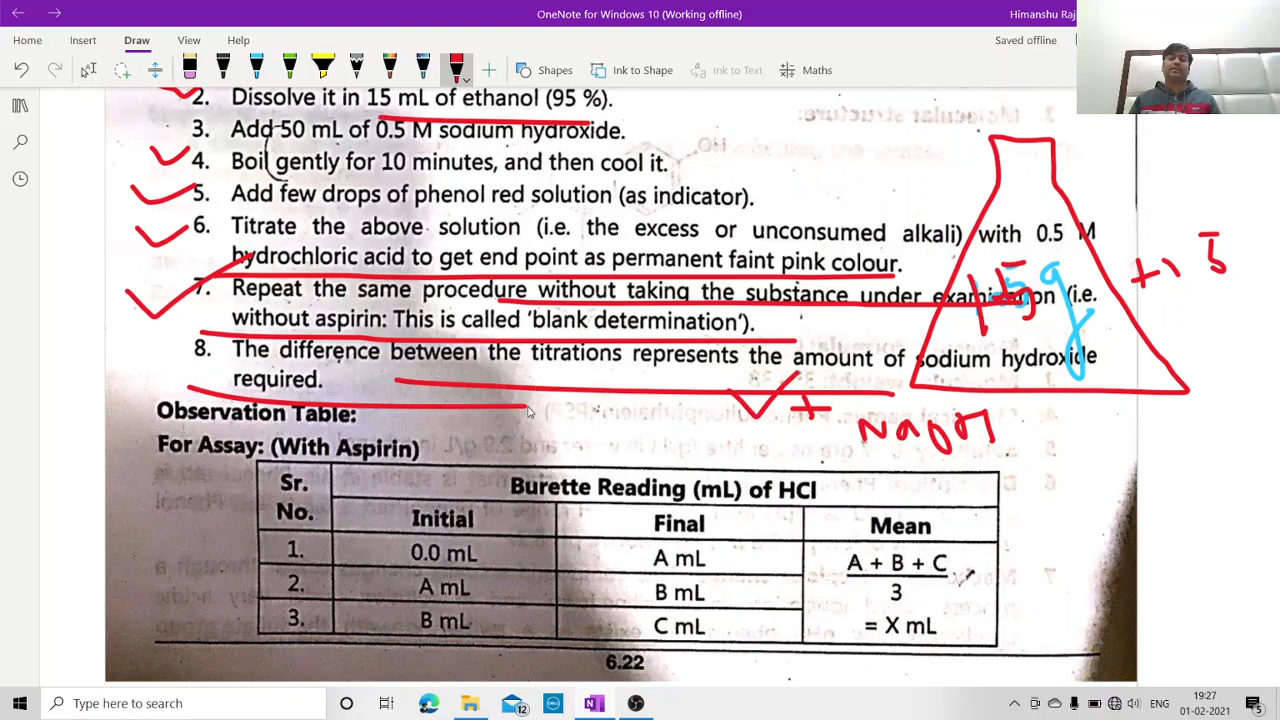 OneNote for Windows 10 (Working offline)
Himanshu Raj
Home Insert Draw View Help
Saved offline
Shapes Ink to Shape Ink to Text Maths
2. Dissolve it in 15 mL of ethanol (95 %).
3. Add 50 mL of 0.5 M sodium hydroxide.
4. Boil gently for 10 minutes, and then cool it.
5. Add few drops of phenol red solution (as indicator).
6. Titrate the above solution (i.e. the excess or unconsumed alkali) with 0.5 M
hydrochloric acid to get end point as permanent faint pink colour.
7. Repeat the same procedure without taking the substance under examination (i.e.
without aspirin: This is called 'blank determination').
8. The difference between the titrations represents the amount of sodium hydroxide
required.
+ NaOH
Observation Table:
For Assay: (With Aspirin)
Sr. No. Burette Reading (mL) of HCl
Initial Final Mean
1. 0.0 mL A mL A + B + C
2. A mL B mL 3
3. B mL C mL = X mL
6.22
Type here to search
12
ENG
19:27
01-02-2021
5